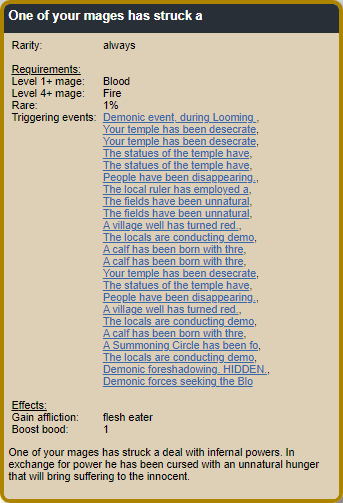 One of your mages has struck a
Rarity: always
Requirements:
Level 1+ mage: Blood
Level 4+ mage: Fire
Rare: 1%
Triggering events: Demonic event, during Looming ,
Your temple has been desecrate,
Your temple has been desecrate,
The statues of the temple have,
The statues of the temple have,
People have been disappearing.,
The local ruler has employed a,
The fields have been unnatural,
The fields have been unnatural,
A village well has turned red.,
The locals are conducting demo,
A calf has been born with thre,
A calf has been born with thre,
Your temple has been desecrate,
The statues of the temple have,
People have been disappearing.,
A village well has turned red.,
The locals are conducting demo,
A calf has been born with thre,
A Summoning Circle has been fo,
The locals are conducting demo,
Demonic foreshadowing. HIDDEN.,
Demonic forces seeking the Blo
Effects:
Gain affliction: flesh eater
Boost bood: 1
One of your mages has struck a deal with infernal powers. In
exchange for power he has been cursed with an unnatural hunger
that will bring suffering to the innocent.